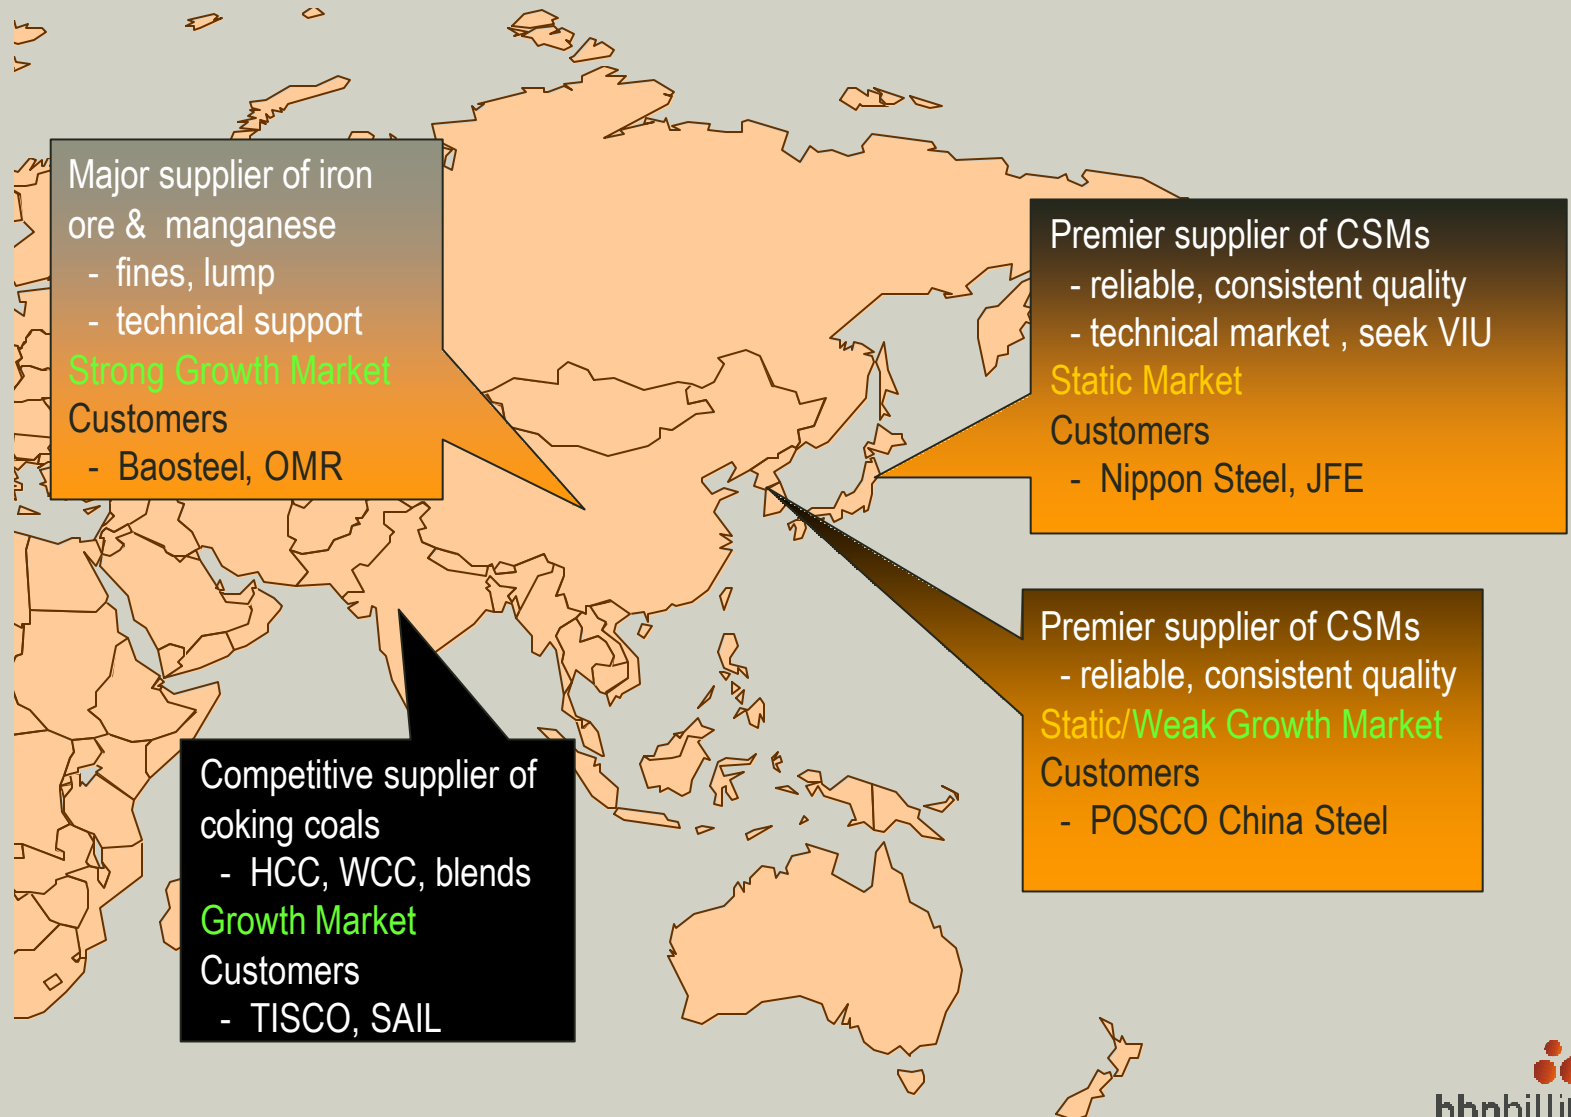 Major supplier of iron
ore & manganese
- fines, lump
- technical support
Strong Growth Market
Customers
- Baosteel, OMR
Premier supplier of CSMs
- reliable, consistent quality
- technical market , seek VIU
Static Market
Customers
- Nippon Steel, JFE
Premier supplier of CSMs
- reliable, consistent quality
Static/Weak Growth Market
Customers
- POSCO China Steel
Competitive supplier of
coking coals
- HCC, WCC, blends
Growth Market
Customers
- TISCO, SAIL